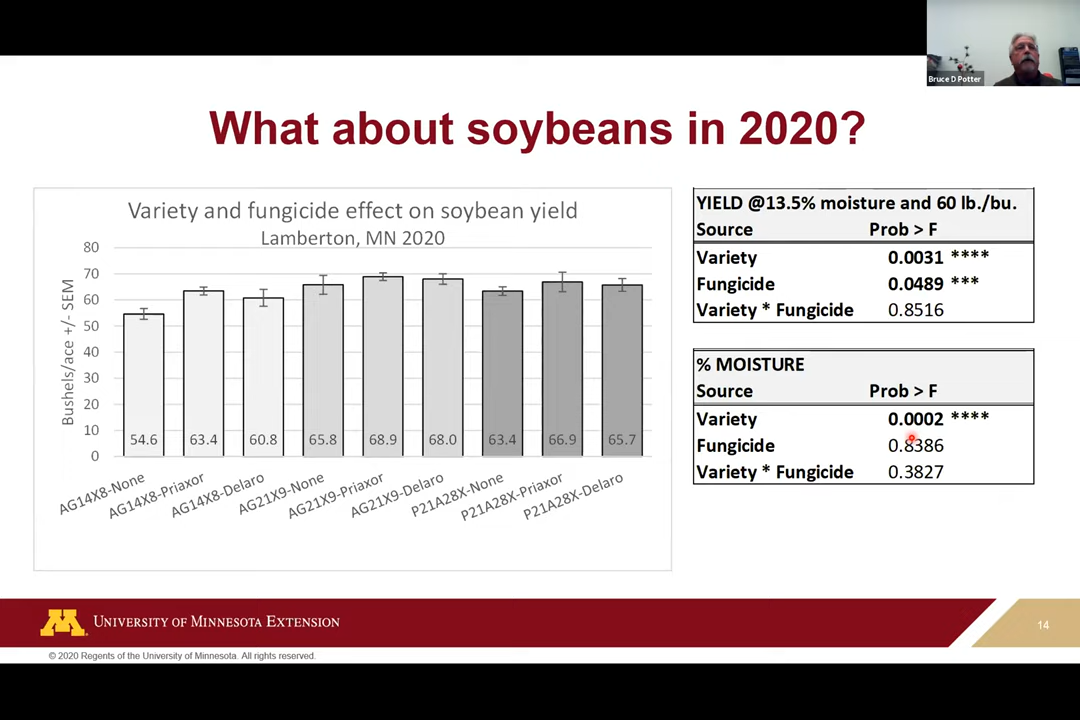 Bruce D Potter
What about soybeans in 2020?
Variety and fungicide effect on soybean yield
Lamberton, MN 2020
Bushels/ace +/- SEM
80
70
60
50
40
30
20
10
0
54.6 63.4 60.8 65.8 68.9 68.0 63.4 66.9 65.7
AG14X8-None
AG14X8-Priaxor
AG14X8-Delaro
AG21X9-None
AG21X9-Priaxor
AG21X9-Delaro
P21A28X-None
P21A28X-Priaxor
P21A28X-Delaro
YIELD @13.5% moisture and 60 lb./bu.
Source Prob > F
Variety 0.0031 ****
Fungicide 0.0489 ***
Variety * Fungicide 0.8516
% MOISTURE
Source Prob > F
Variety 0.0002 ****
Fungicide 0.8386
Variety * Fungicide 0.3827
UNIVERSITY OF MINNESOTA EXTENSION
14
© 2020 Regents of the University of Minnesota. All rights reserved.